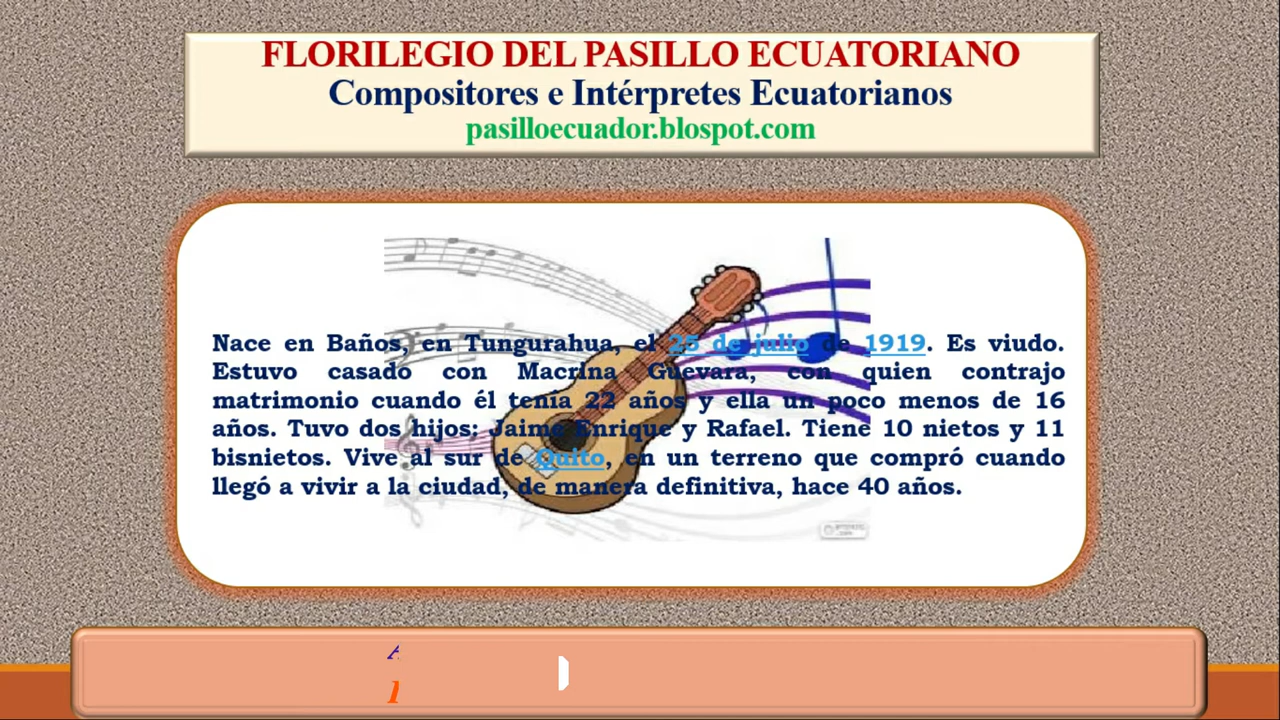 FLORILEGIO DEL PASILLO ECUATORIANO
Compositores e Intérpretes Ecuatorianos
pasilloecuador.blospot.com
Nace en Baños, en Tungurahua, el 25 de julio de 1919. Es viudo.
Estuvo casado con Macrina Guevara, con quien contrajo
matrimonio cuando él tenía 22 años y ella un poco menos de 16
años. Tuvo dos hijos: Jaime Enrique y Rafael. Tiene 10 nietos y 11
bisnietos. Vive al sur de Quito, en un terreno que compró cuando
llegó a vivir a la ciudad, de manera definitiva, hace 40 años.